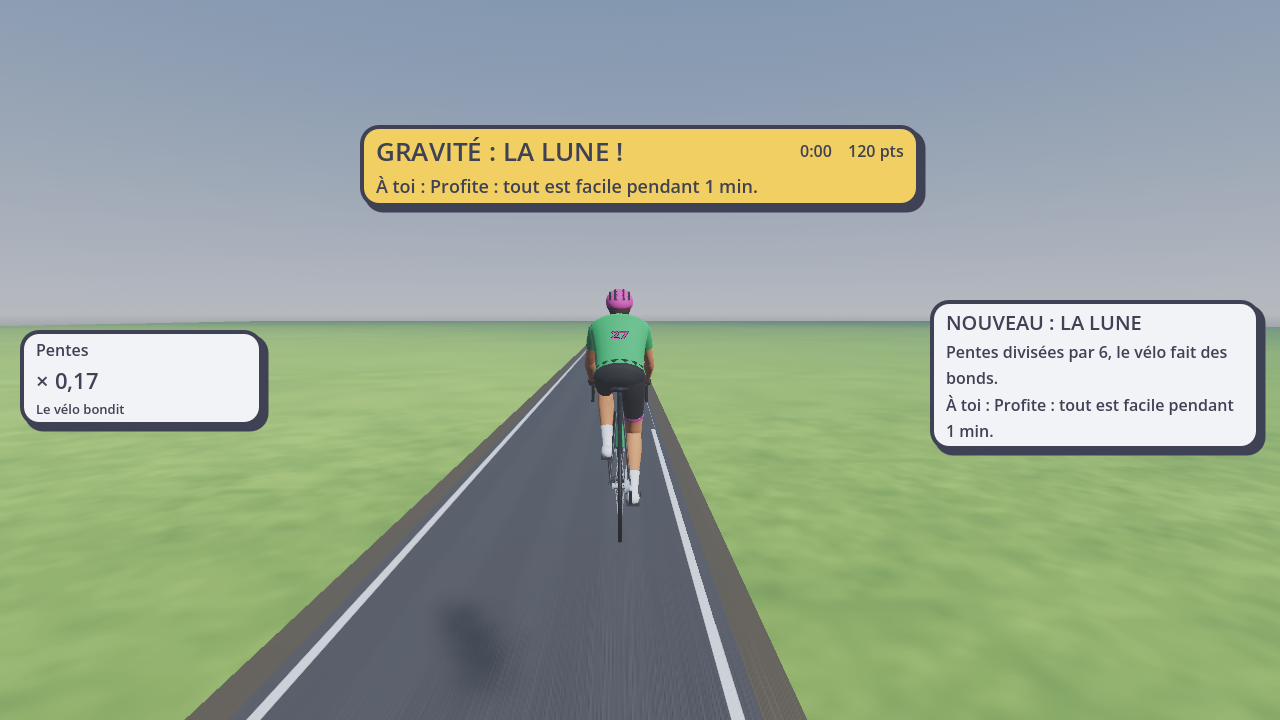 GRAVITÉ : LA LUNE !
0:00 120 pts
À toi : Profite : tout est facile pendant 1 min.
27
Pentes
× 0,17
Le vélo bondit
NOUVEAU : LA LUNE
Pentes divisées par 6, le vélo fait des
bonds.
À toi : Profite : tout est facile pendant
1 min.